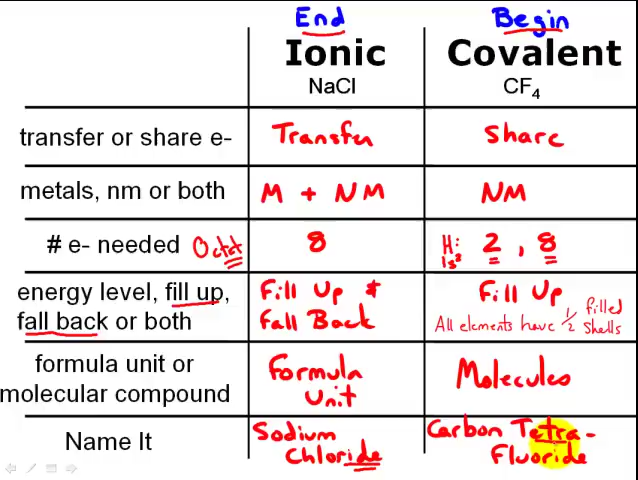 End Begin
Ionic Covalent
NaCl CF4
transfer or share e- Transfer Share
metals, nm or both M + NM NM
# e- needed Octet 8 H: 1s² 2, 8
energy level, fill up, Fill Up & Fill Up
fall back or both Fall Back All elements have 1/2 filled shells
formula unit or Formula Molecules
molecular compound Unit
Name It Sodium Carbon Tetra-
Chloride Fluoride